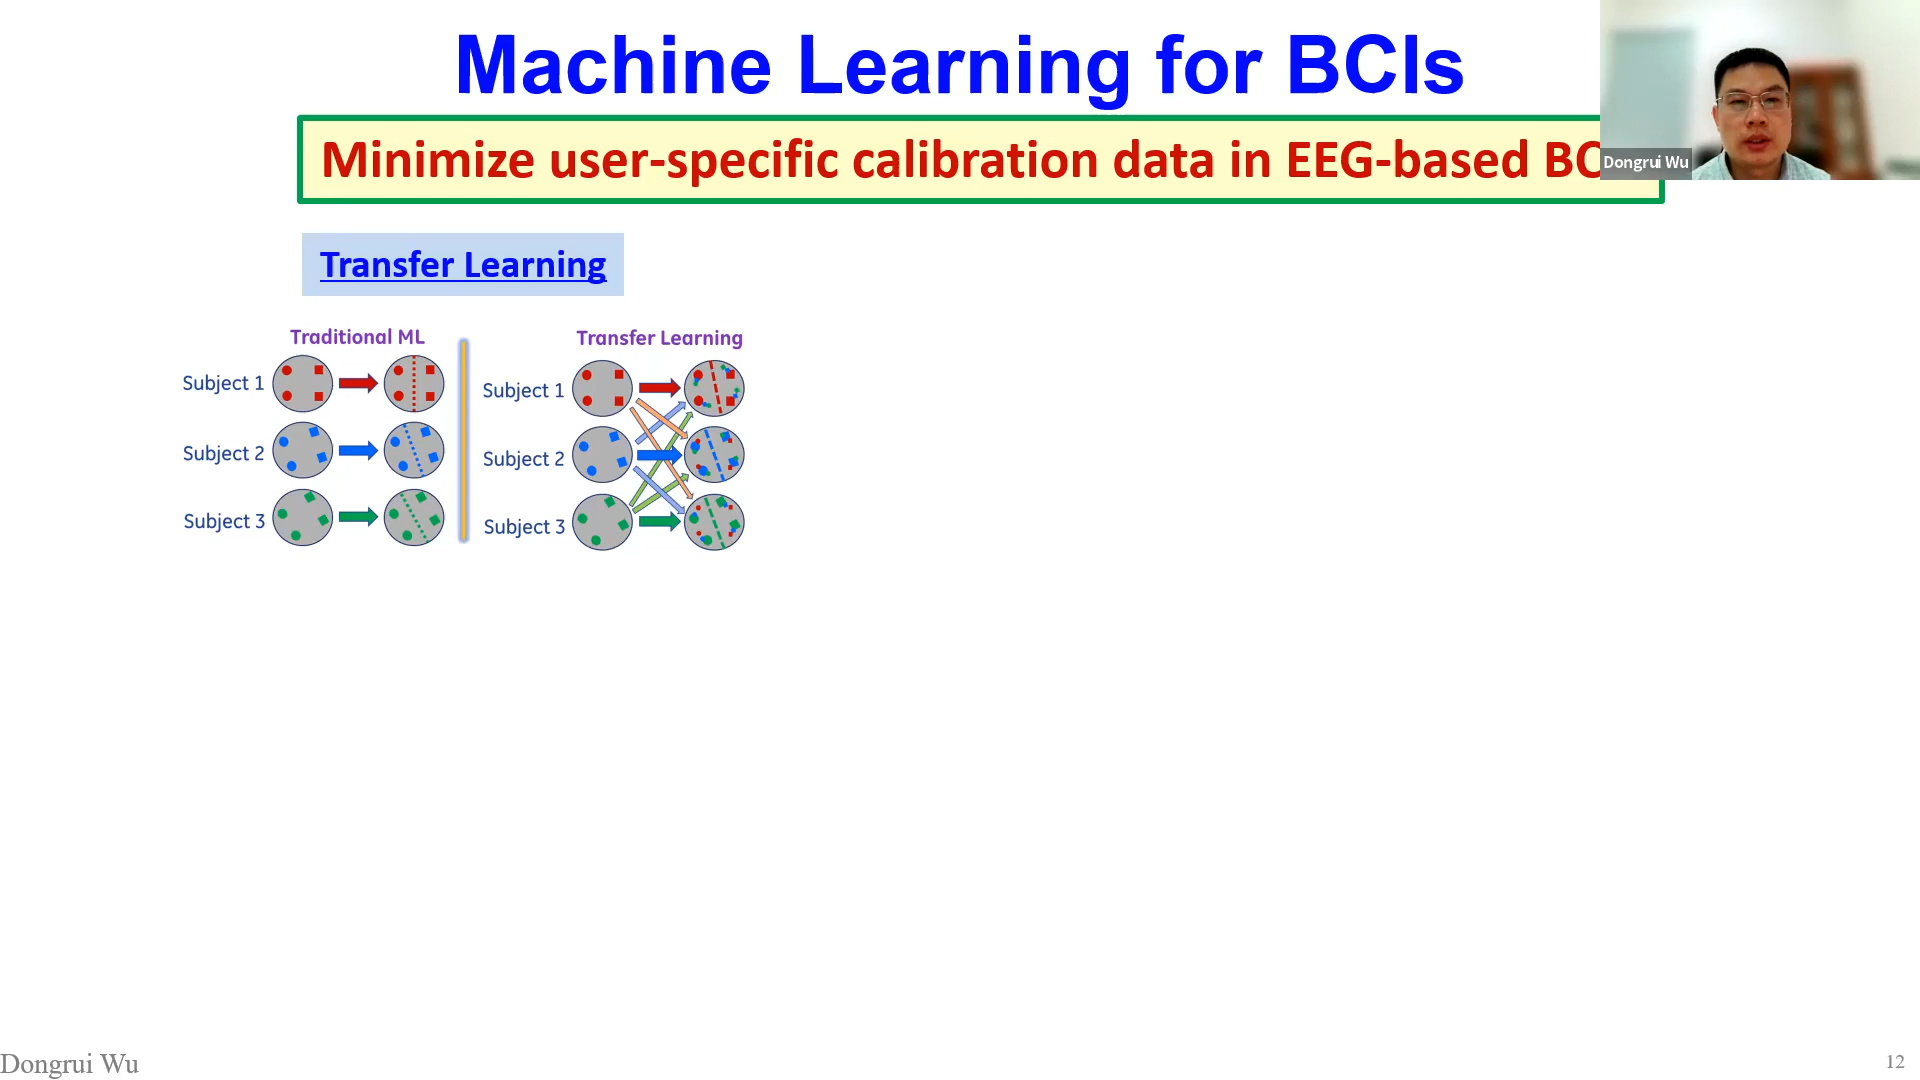 Machine Learning for BCIs
Minimize user-specific calibration data in EEG-based
Dongrui Wu
Transfer Learning
Traditional ML
Transfer Learning
Subject 1
Subject 2
Subject 3
Subject 1
Subject 2
Subject 3
Dongrui Wu
12